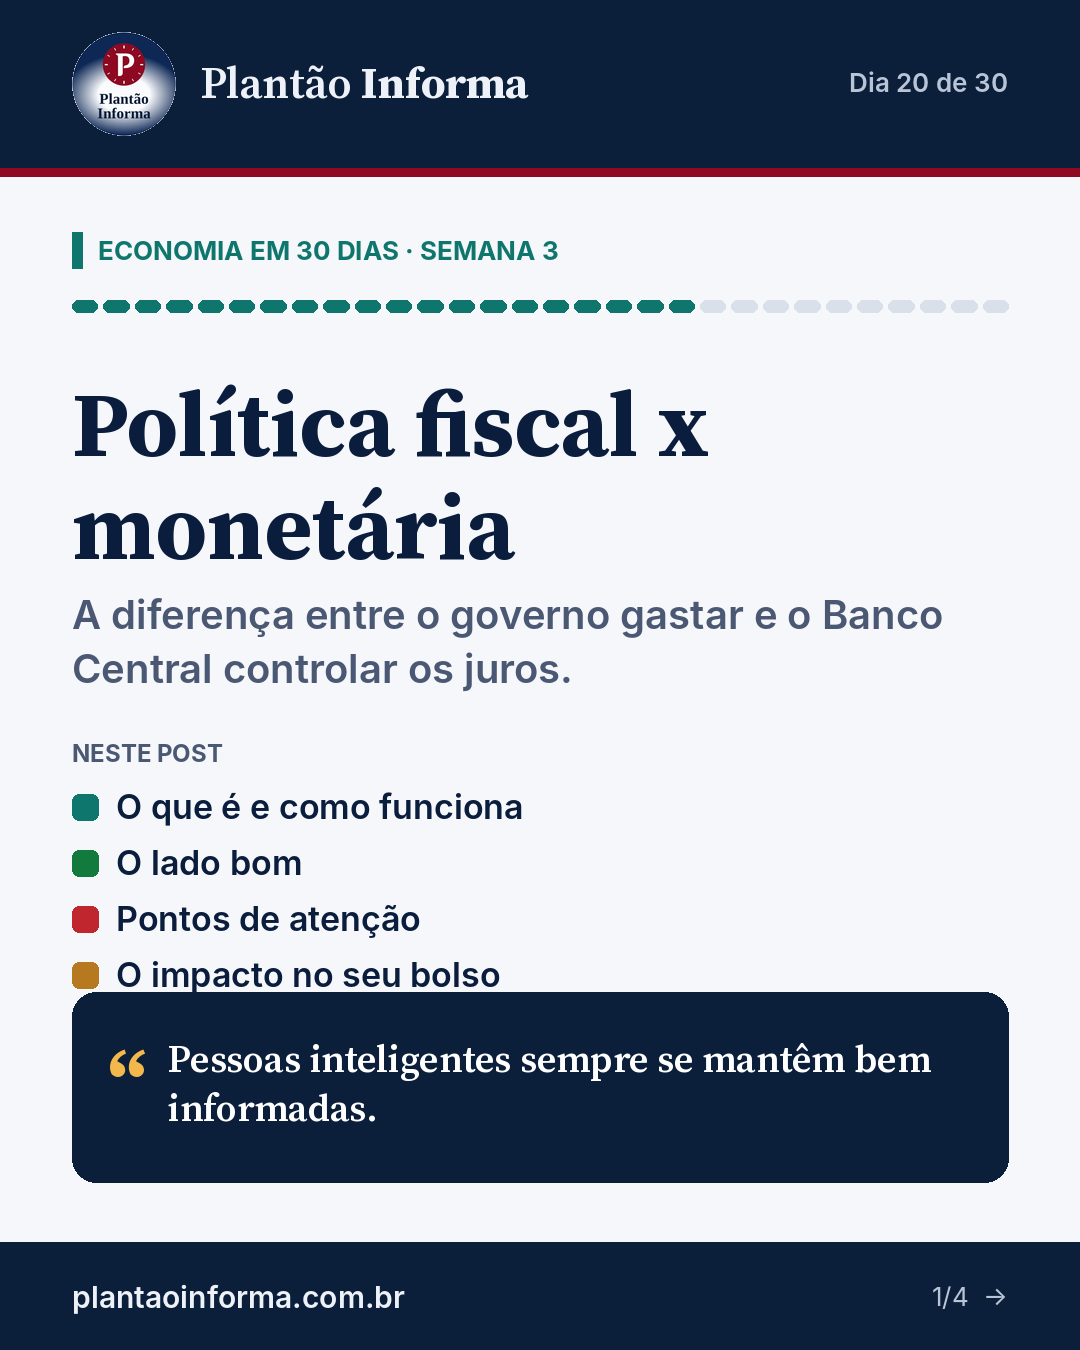 P
Plantão
Informa
Plantão Informa
Dia 20 de 30
ECONOMIA EM 30 DIAS · SEMANA 3
Política fiscal x
monetária
A diferença entre o governo gastar e o Banco
Central controlar os juros.
NESTE POST
O que é e como funciona
O lado bom
Pontos de atenção
O impacto no seu bolso
“ Pessoas inteligentes sempre se mantêm bem
informadas.
plantaoinforma.com.br
1/4 →